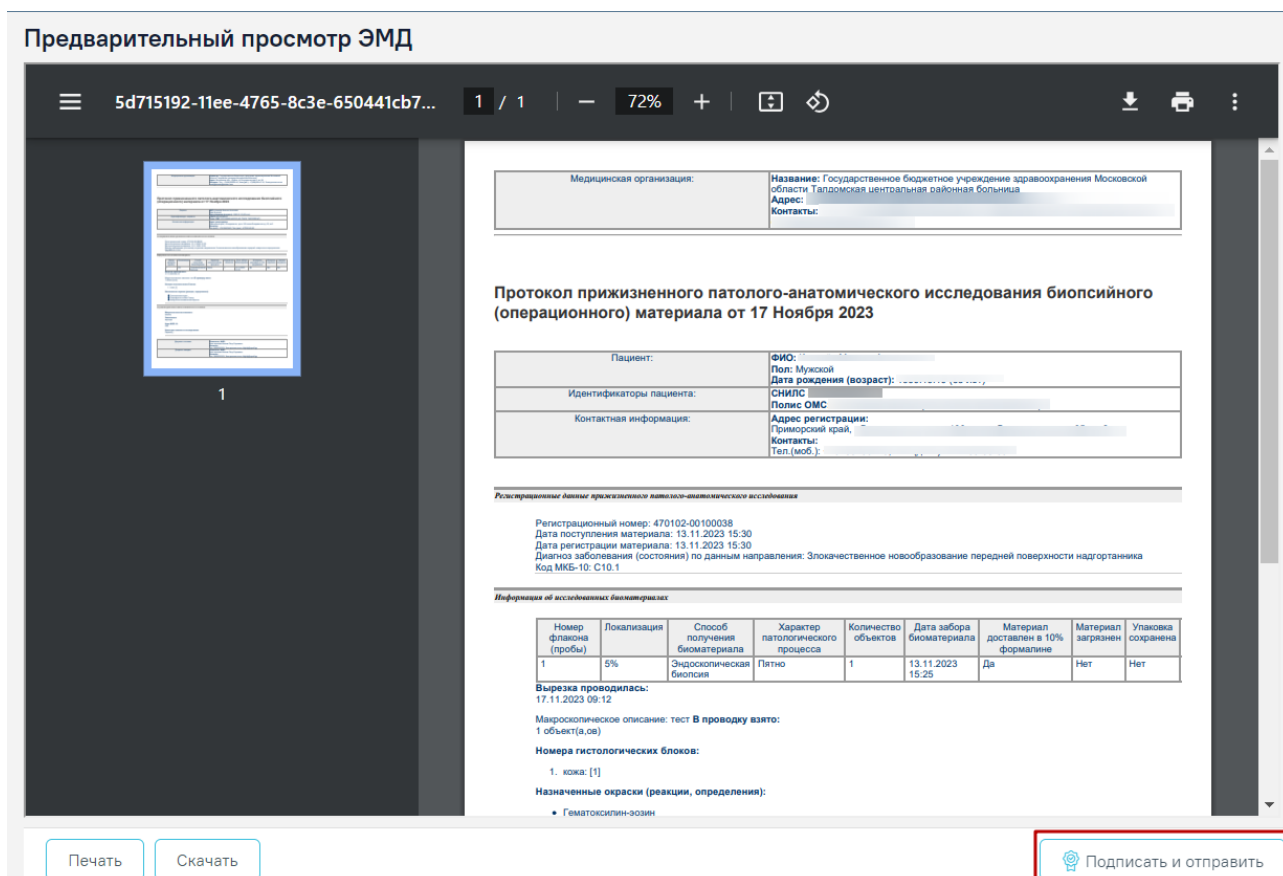 Предварительный просмотр ЭМД
5d715192-11ee-4765-8c3e-650441cb7...
1 / 1
72%
1
Медицинская организация:
Название: Государственное бюджетное учреждение здравоохранения Московской
области Талдомская центральная районная больница
Адрес:
Контакты:
Протокол прижизненного патолого-анатомического исследования биопсийного
(операционного) материала от 17 Ноября 2023
Пациент:
ФИО:
Пол: Мужской
Дата рождения (возраст):
Идентификаторы пациента:
СНИЛС
Полис ОМС
Контактная информация:
Адрес регистрации:
Приморский край,
Контакты:
Тел.(моб.):
Регистрационные данные прижизненного патолого-анатомического исследования
Регистрационный номер: 470102-00100038
Дата поступления материала: 13.11.2023 15:30
Дата регистрации материала: 13.11.2023 15:30
Диагноз заболевания (состояния) по данным направления: Злокачественное новообразование передней поверхности надгортанника
Код МКБ-10: C10.1
Информация об исследованных биоматериалах
Номер флакона (пробы) Локализация Способ получения биоматериала Характер патологического процесса Количество объектов Дата забора биоматериала Материал доставлен в 10% формалине Материал загрязнен Упаковка сохранена
1 5% Эндоскопическая биопсия Пятно 1 13.11.2023 15:25 Да Нет Нет
Вырезка проводилась:
17.11.2023 09:12
Макроскопическое описание: тест В проводку взято:
1 объект(а,ов)
Номера гистологических блоков:
1. кожа: [1]
Назначенные окраски (реакции, определения):
• Гематоксилин-эозин
Печать
Скачать
Подписать и отправить